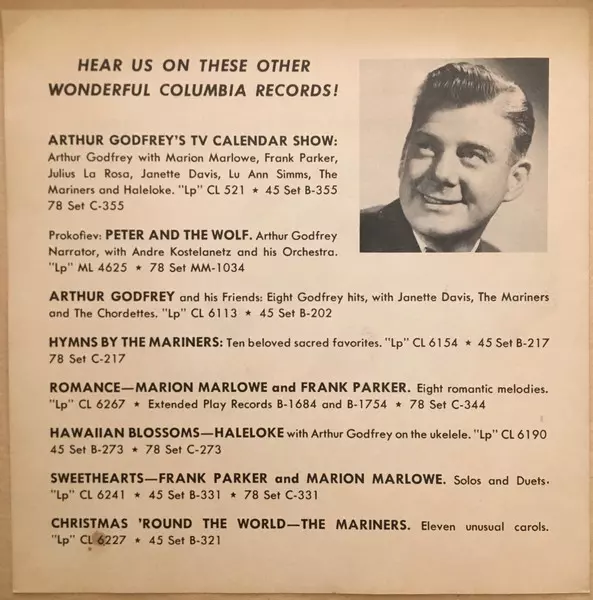 HEAR US ON THESE OTHER
WONDERFUL COLUMBIA RECORDS!
ARTHUR GODFREY'S TV CALENDAR SHOW:
Arthur Godfrey with Marion Marlowe, Frank Parker,
Julius La Rosa, Janette Davis, Lu Ann Simms, The
Mariners and Haleloke. "Lp" CL 521 ★ 45 Set B-355
78 Set C-355
Prokofiev: PETER AND THE WOLF. Arthur Godfrey
Narrator, with Andre Kostelanetz and his Orchestra.
"Lp" ML 4625 ★ 78 Set MM-1034
ARTHUR GODFREY and his Friends: Eight Godfrey hits, with Janette Davis, The Mariners
and The Chordettes. "Lp" CL 6113 ★ 45 Set B-202
HYMNS BY THE MARINERS: Ten beloved sacred favorites. "Lp" CL 6154 ★ 45 Set B-217
78 Set C-217
ROMANCE—MARION MARLOWE and FRANK PARKER. Eight romantic melodies.
"Lp" CL 6267 ★ Extended Play Records B-1684 and B-1754 ★ 78 Set C-344
HAWAIIAN BLOSSOMS—HALELOKE with Arthur Godfrey on the ukelele. "Lp" CL 6190
45 Set B-273 ★ 78 Set C-273
SWEETHEARTS—FRANK PARKER and MARION MARLOWE. Solos and Duets.
"Lp" CL 6241 ★ 45 Set B-331 ★ 78 Set C-331
CHRISTMAS 'ROUND THE WORLD—THE MARINERS. Eleven unusual carols.
"Lp" CL 6227 ★ 45 Set B-321